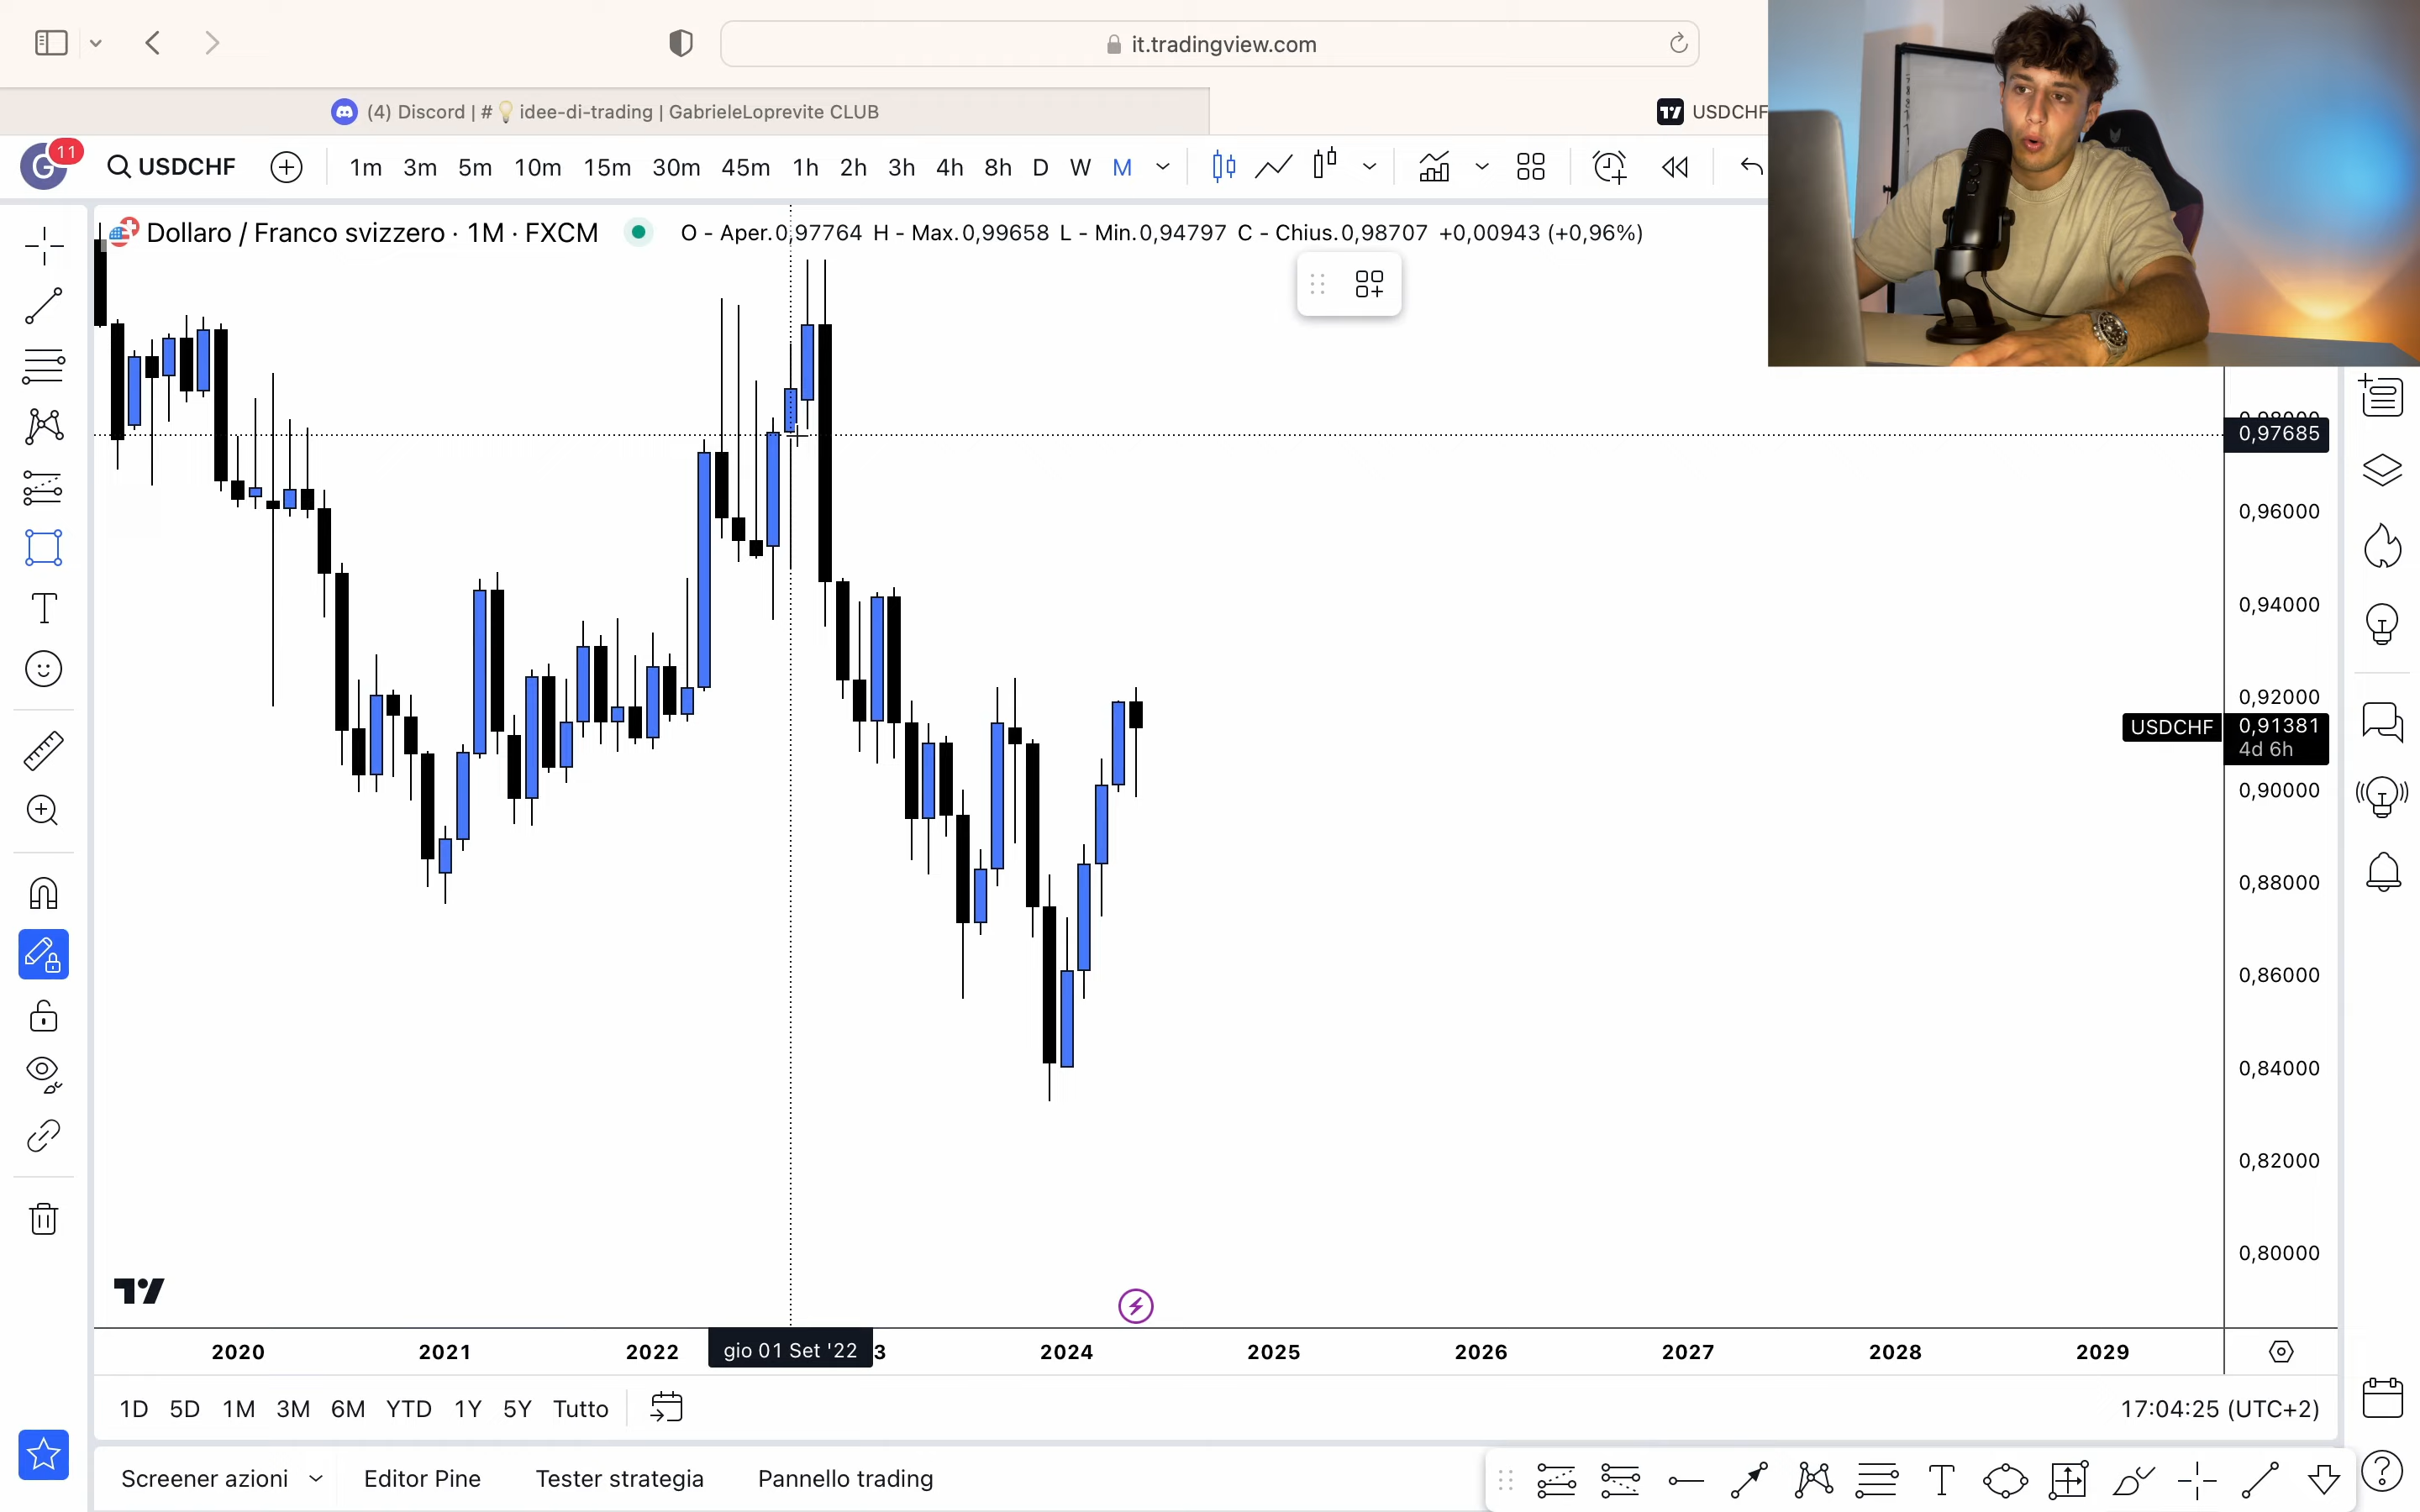 it.tradingview.com
(4) Discord | # idee-di-trading | GabrieleLoprevite CLUB
USDCHF
G 11
USDCHF 1m 3m 5m 10m 15m 30m 45m 1h 2h 3h 4h 8h D W M
Dollaro / Franco svizzero · 1M · FXCM O - Aper.0,97764 H - Max.0,99658 L - Min.0,94797 C - Chius.0,98707 +0,00943 (+0,96%)
0,98000
0,97685
0,96000
0,94000
0,92000
USDCHF 0,91381
4d 6h
0,90000
0,88000
0,86000
0,84000
0,82000
0,80000
2020 2021 2022 gio 01 Set '22 3 2024 2025 2026 2027 2028 2029
1D 5D 1M 3M 6M YTD 1Y 5Y Tutto 17:04:25 (UTC+2)
Screener azioni Editor Pine Tester strategia Pannello trading